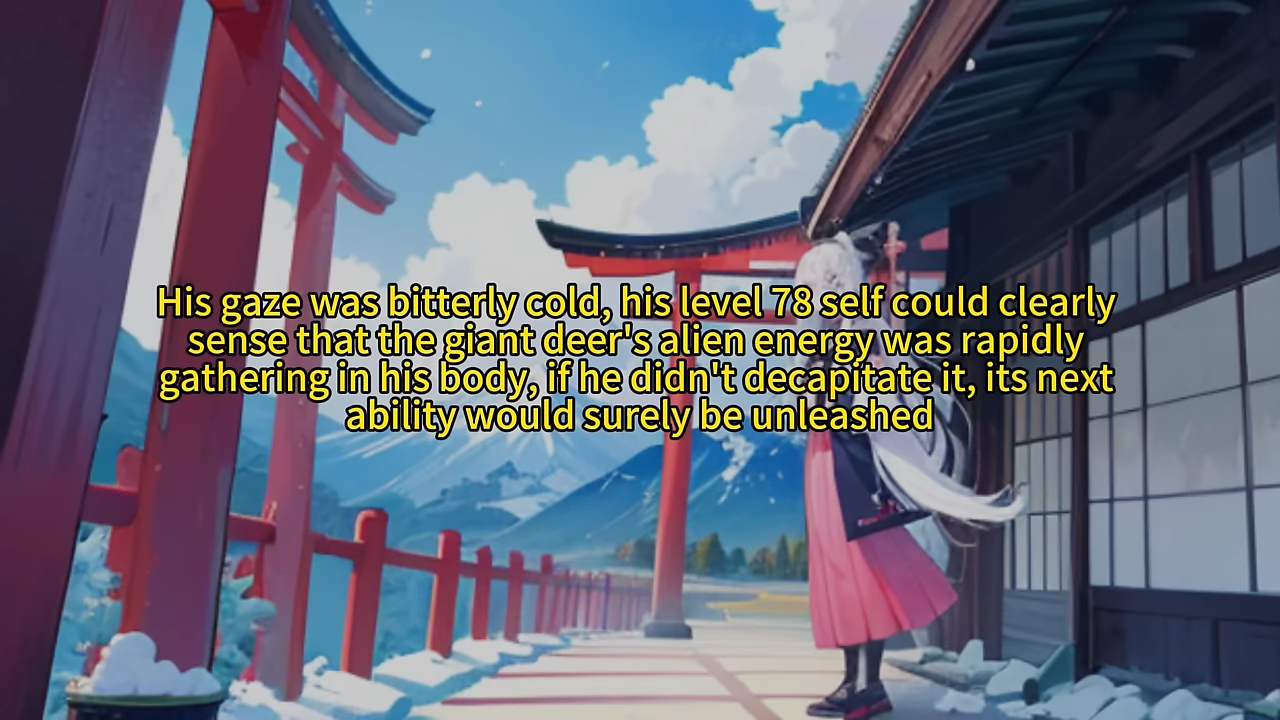 His gaze was bitterly cold, his level 78 self could clearly
sense that the giant deer's alien energy was rapidly
gathering in his body, if he didn't decapitate it, its next
ability would surely be unleashed